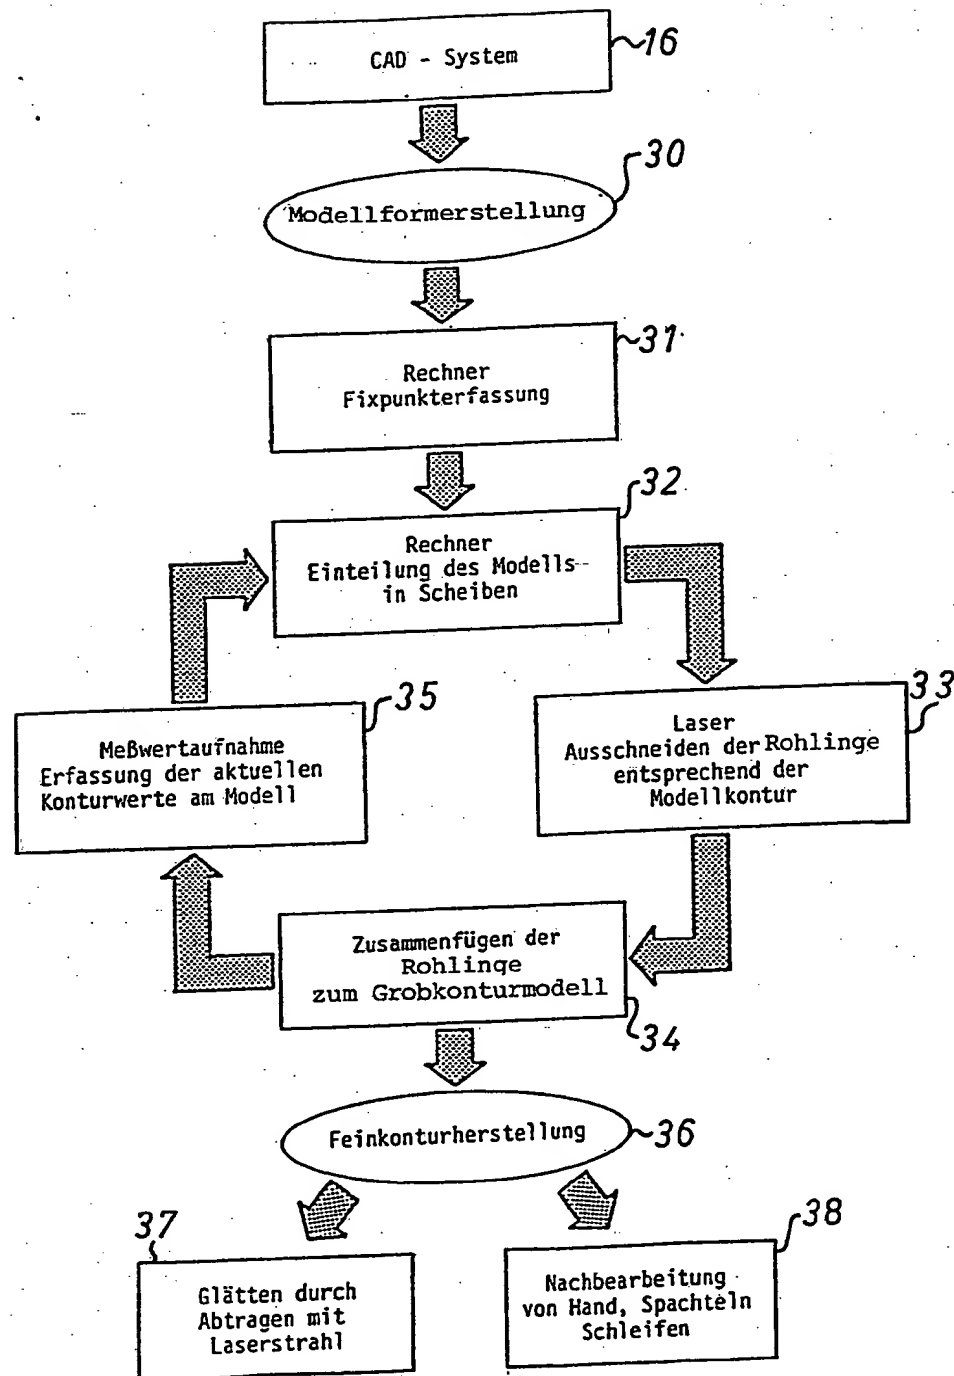 CAD - System
16
30
Modellformerstellung
31
Rechner
Fixpunkterfassung
32
Rechner
Einteilung des Modells
in Scheiben
35
Meßwertaufnahme
Erfassung der aktuellen
Konturwerte am Modell
33
Laser
Ausschneiden der Rohlinge
entsprechend der
Modellkontur
Zusammenfügen der
Rohlinge
zum Grobkonturmodell
34
Feinkonturherstellung
36
37
Glätten durch
Abtragen mit
Laserstrahl
38
Nachbearbeitung
von Hand, Spachteln
Schleifen